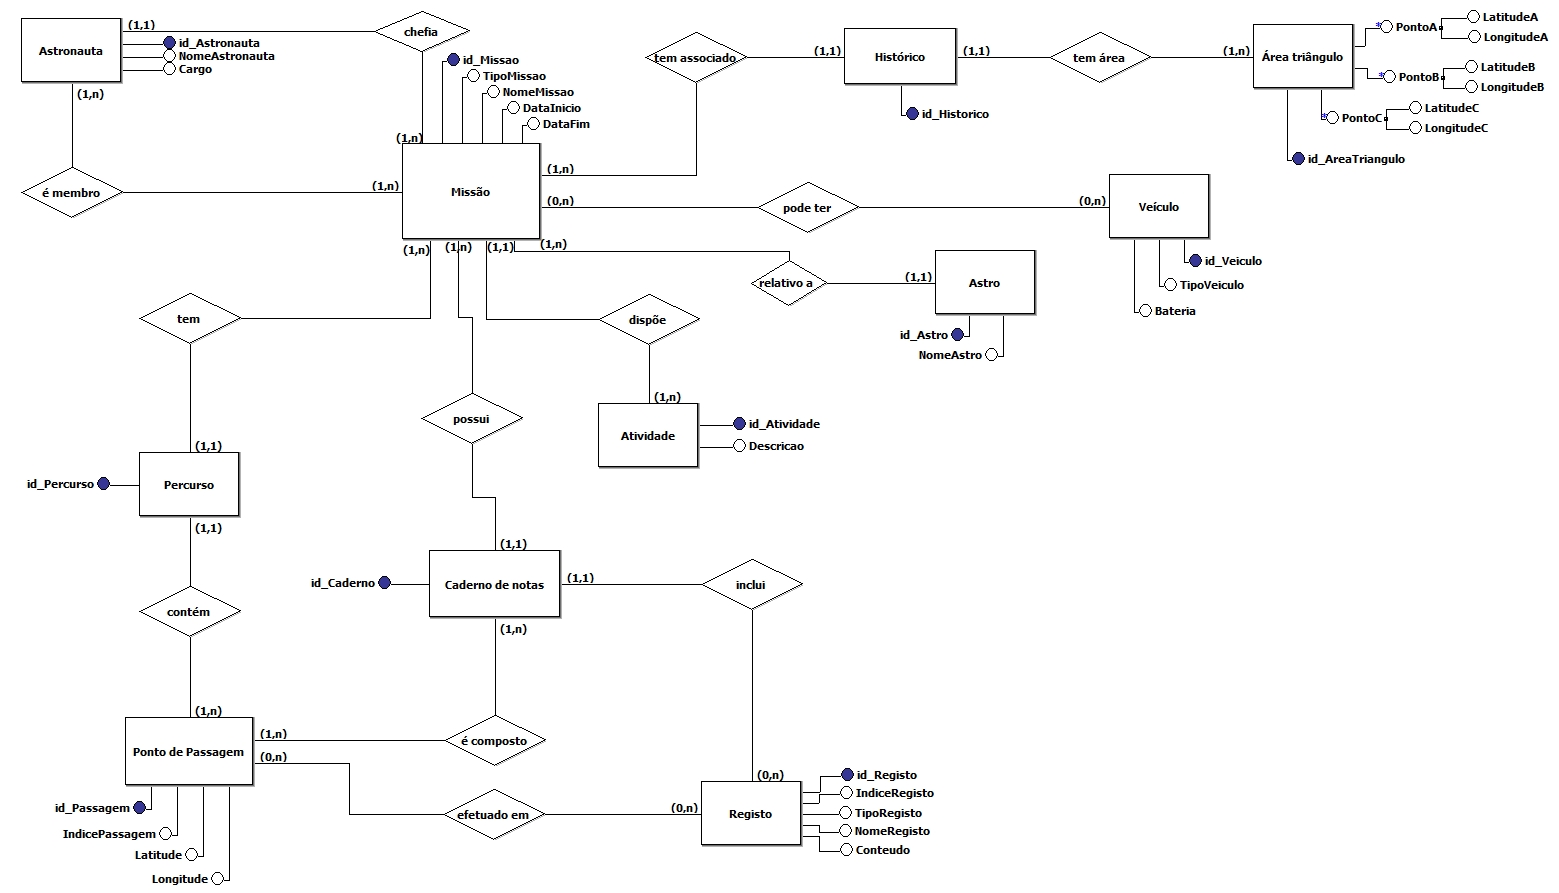 Astronauta
(1,1)
id_Astronauta
NomeAstronauta
Cargo
(1,n)
chefia
(1,n)
é membro
(1,n)
id_Missao
TipoMissao
NomeMissao
DataInicio
DataFim
Missão
tem associado
(1,n)
(1,1)
Histórico
id_Historico
(1,1)
tem área
(1,n)
Área triângulo
* PontoA
LatitudeA
LongitudeA
* PontoB
LatitudeB
LongitudeB
* PontoC
LatitudeC
LongitudeC
id_AreaTriangulo
(0,n)
pode ter
(0,n)
Veículo
id_Veiculo
TipoVeiculo
Bateria
(1,n)
relativo a
(1,1)
Astro
id_Astro
NomeAstro
(1,n)
(1,n)
(1,1)
tem
dispõe
(1,n)
Atividade
id_Atividade
Descricao
possui
(1,1)
Percurso
id_Percurso
(1,1)
contém
(1,n)
(1,1)
Caderno de notas
id_Caderno
(1,1)
inclui
(1,n)
é composto
(1,n)
Ponto de Passagem
(0,n)
id_Passagem
IndicePassagem
Latitude
Longitude
efetuado em
(0,n)
(0,n)
Registo
id_Registo
IndiceRegisto
TipoRegisto
NomeRegisto
Conteudo